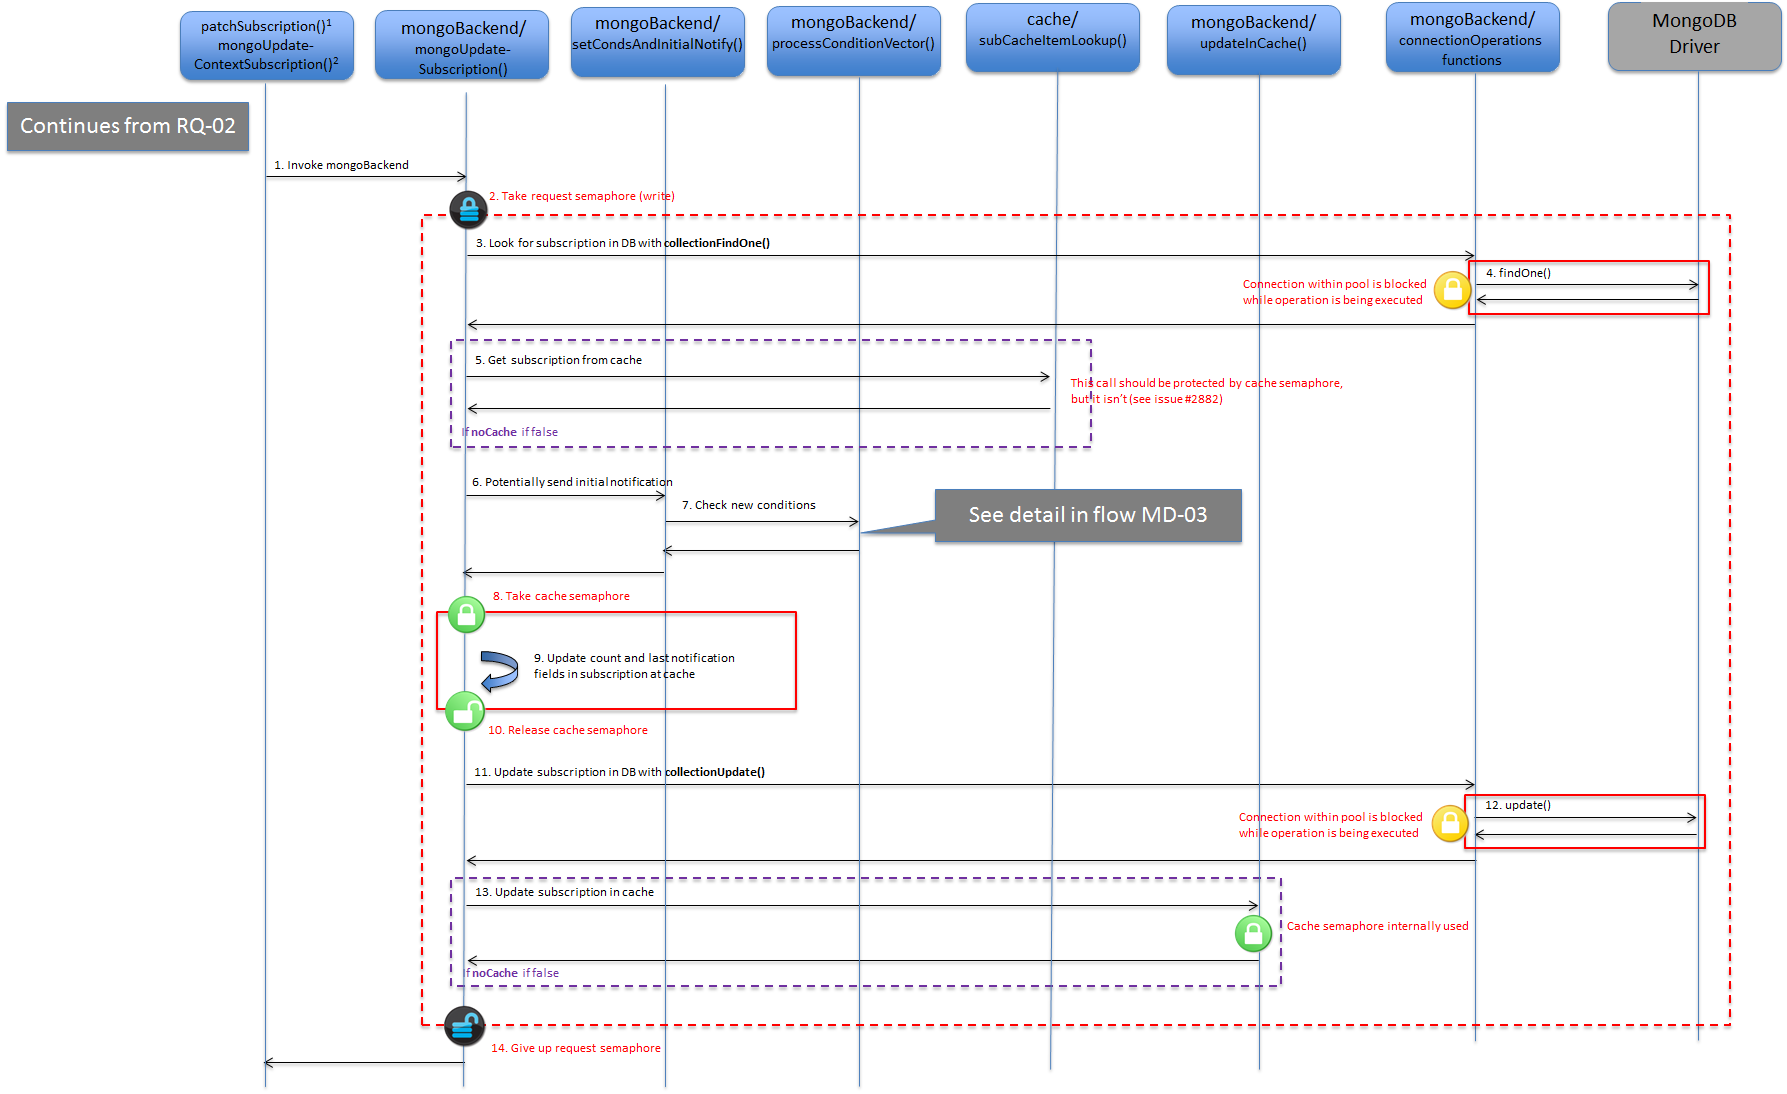 patchSubscription()1
mongoUpdate-
ContextSubscription()2
mongoBackend/
mongoUpdate-
Subscription()
mongoBackend/
setCondsAndInitialNotify()
mongoBackend/
processConditionVector()
cache/
subCacheItemLookup()
mongoBackend/
updateInCache()
mongoBackend/
connectionOperations
functions
MongoDB
Driver
Continues from RQ-02
1. Invoke mongoBackend
2. Take request semaphore (write)
3. Look for subscription in DB with collectionFindOne()
4. findOne()
Connection within pool is blocked
while operation is being executed
5. Get subscription from cache
This call should be protected by cache semaphore,
but it isn't (see issue #2882)
If noCache if false
6. Potentially send initial notification
7. Check new conditions
See detail in flow MD-03
8. Take cache semaphore
9. Update count and last notification
fields in subscription at cache
10. Release cache semaphore
11. Update subscription in DB with collectionUpdate()
12. update()
Connection within pool is blocked
while operation is being executed
13. Update subscription in cache
Cache semaphore internally used
If noCache if false
14. Give up request semaphore